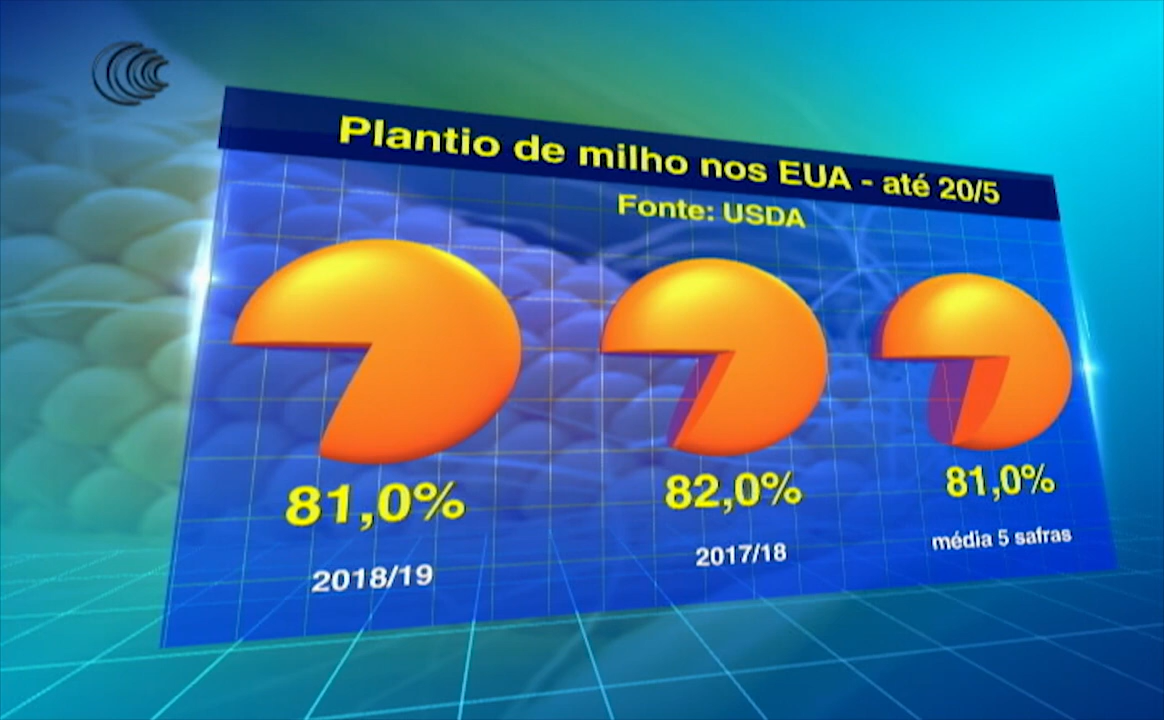 Plantio de milho nos EUA - até 20/5
Fonte: USDA
81,0% 82,0% 81,0%
2018/19 2017/18 média 5 safras